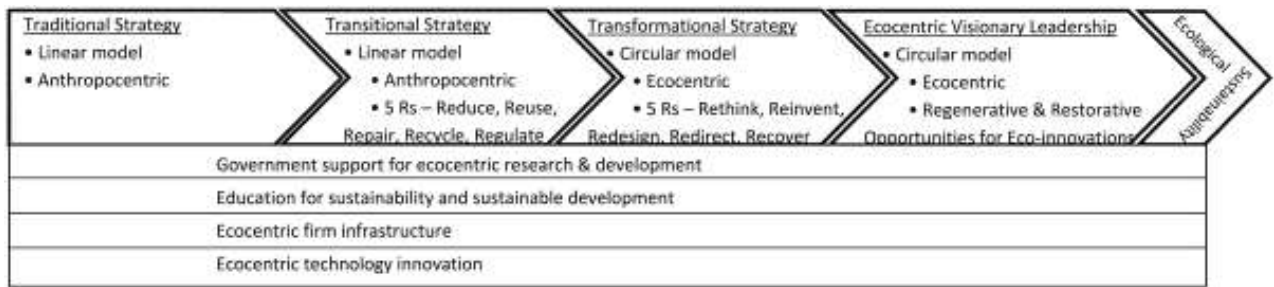 Traditional Strategy
• Linear model
• Anthropocentric
Transitional Strategy
• Linear model
• Anthropocentric
• 5 Rs – Reduce, Reuse,
Repair, Recycle, Regulate
Transformational Strategy
• Circular model
• Ecocentric
• 5 Rs – Rethink, Reinvent,
Redesign, Redirect, Recover
Ecocentric Visionary Leadership
• Circular model
• Ecocentric
• Regenerative & Restorative
Opportunities for Eco-innovations
Ecological
Sustainability
Government support for ecocentric research & development
Education for sustainability and sustainable development
Ecocentric firm infrastructure
Ecocentric technology innovation